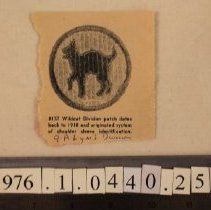 81ST Wildcat Division patch dates
back to 1918 and originated system
of shoulder sleeve identification.
976.1.0440.25